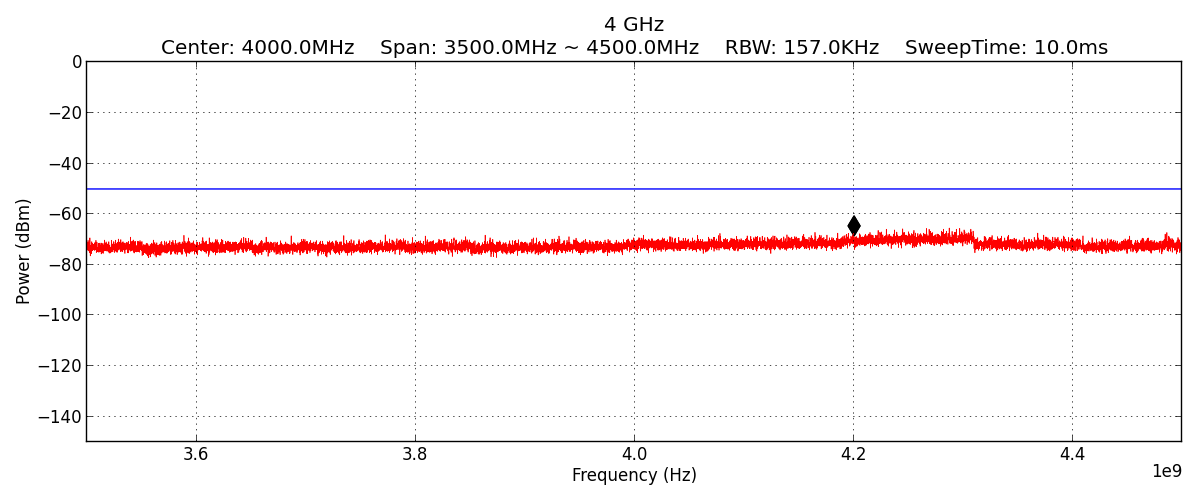 4 GHz
Center: 4000.0MHz    Span: 3500.0MHz ~ 4500.0MHz    RBW: 157.0KHz    SweepTime: 10.0ms
0
−20
−40
−60
−80
−100
−120
−140
Power (dBm)
3.6 3.8 4.0 4.2 4.4
Frequency (Hz)
1e9